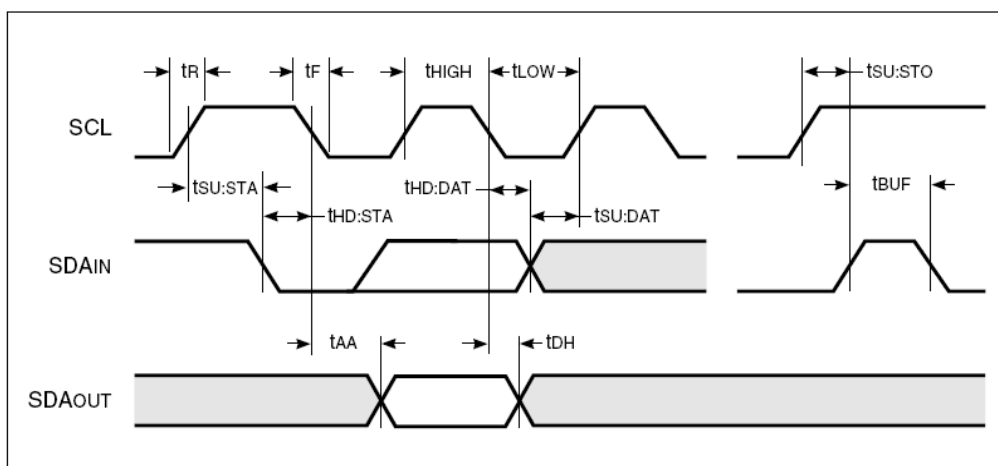 tR tF tHIGH tLOW tSU:STO
SCL
tSU:STA tHD:STA tHD:DAT tSU:DAT tBUF
SDAIN
tAA tDH
SDAOUT